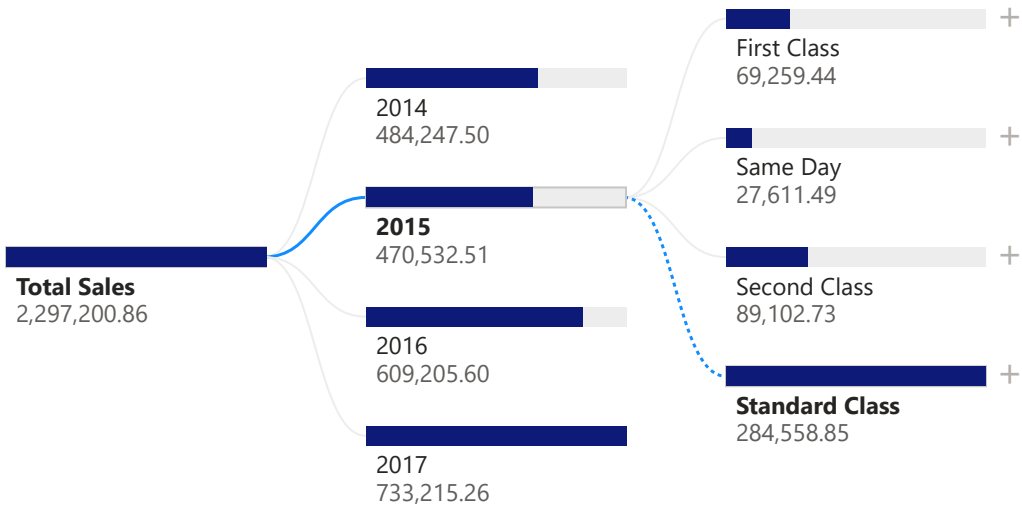 Total Sales
2,297,200.86
2014
484,247.50
2015
470,532.51
2016
609,205.60
2017
733,215.26
First Class
69,259.44
Same Day
27,611.49
Second Class
89,102.73
Standard Class
284,558.85